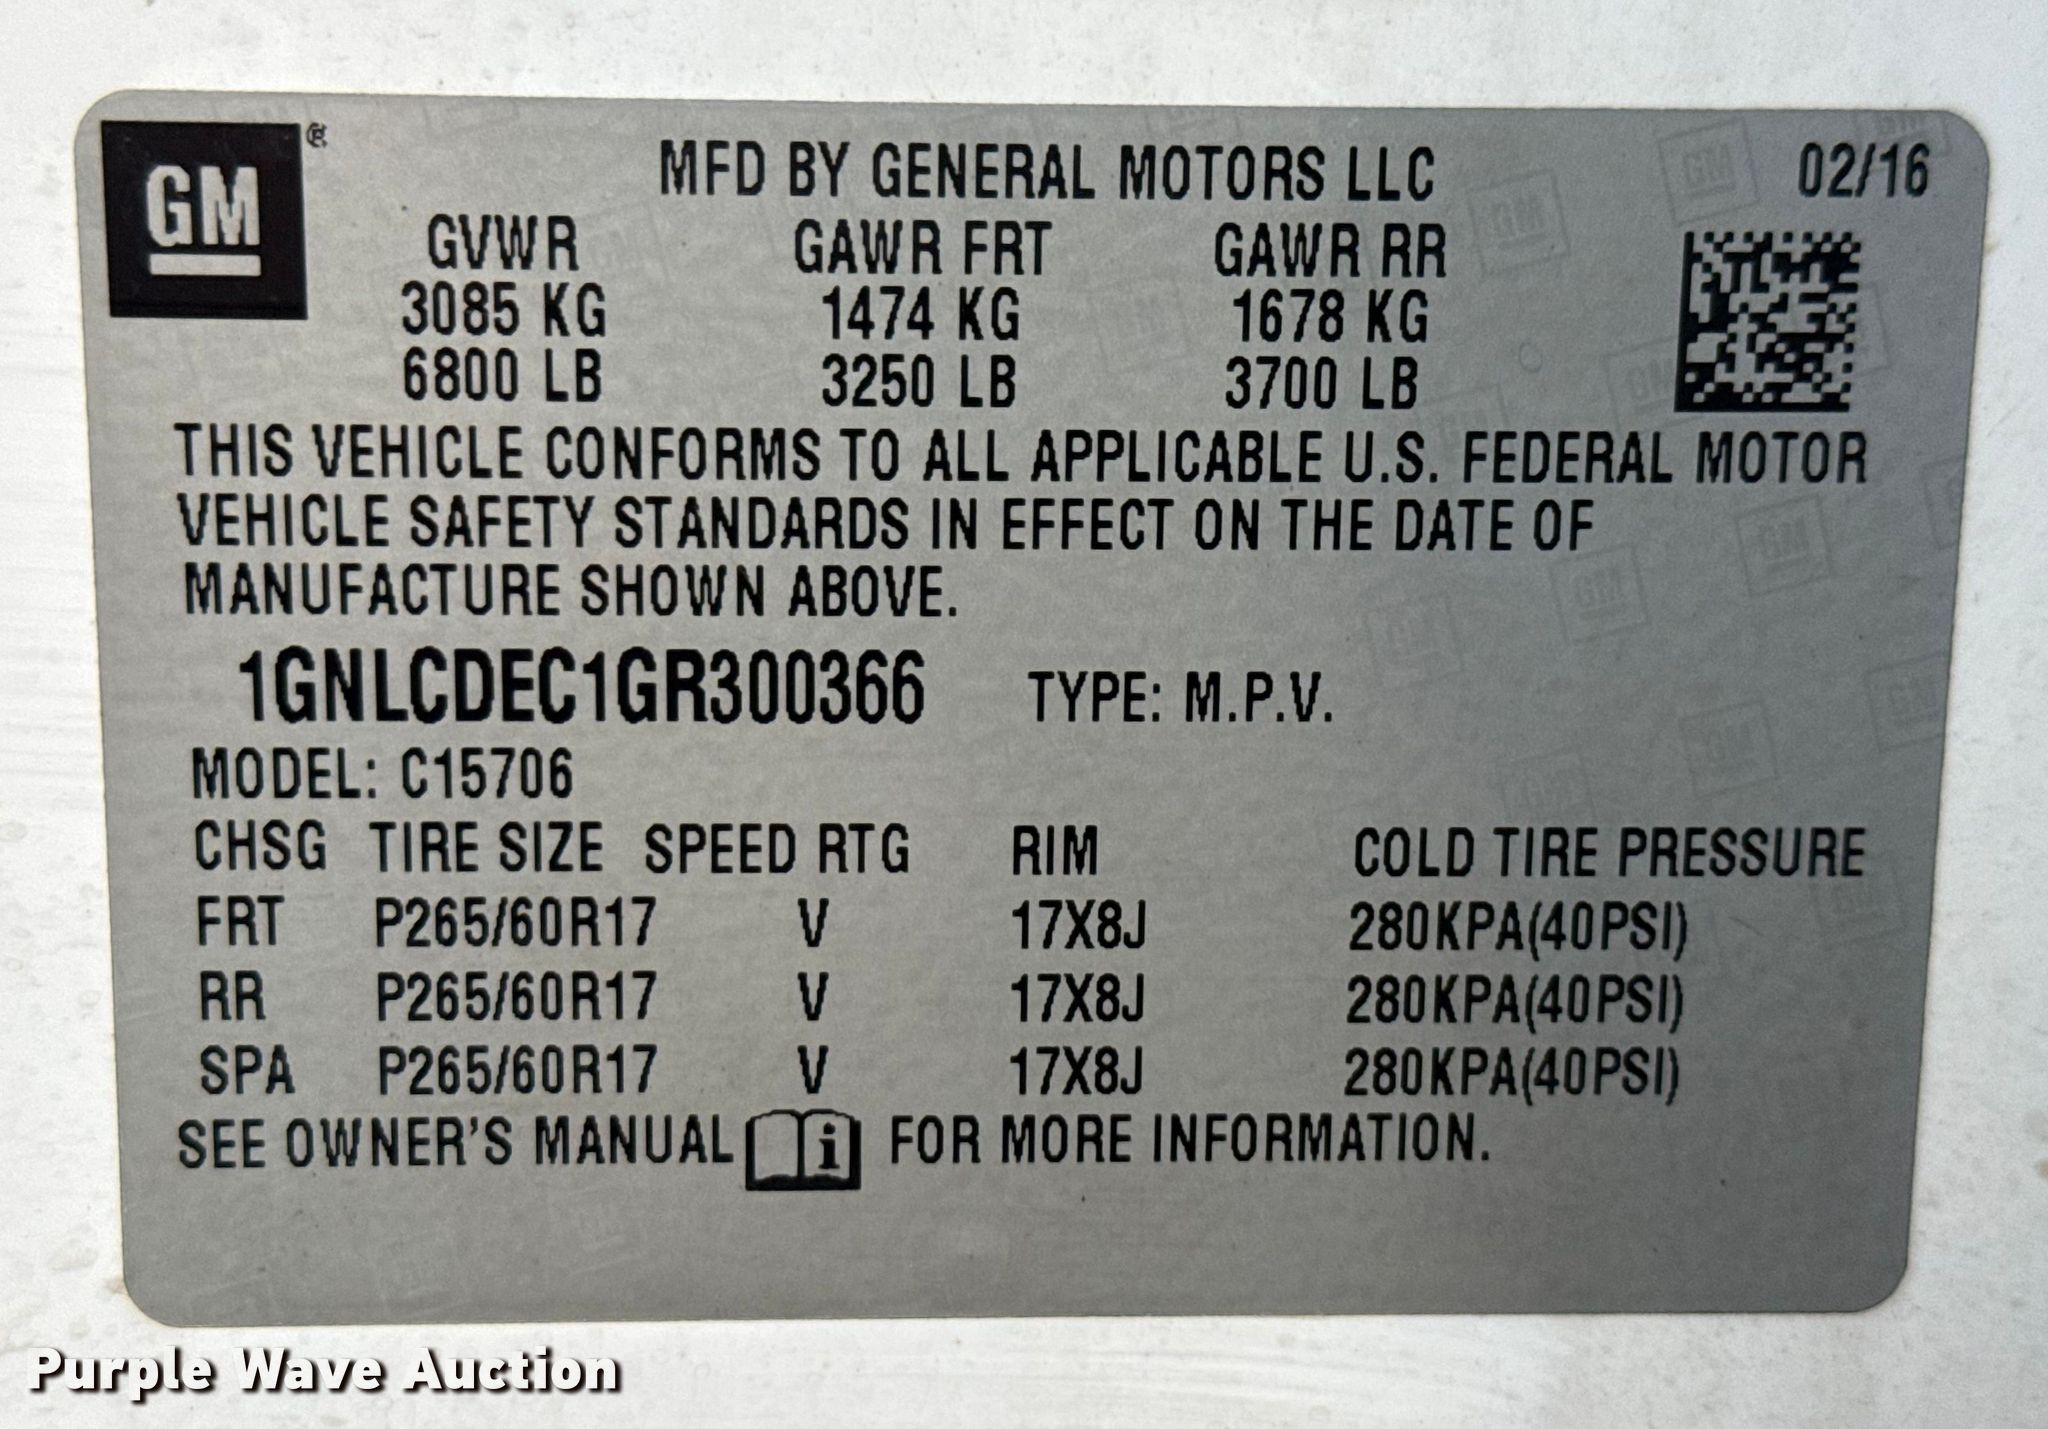 GM®
MFD BY GENERAL MOTORS LLC 02/16
GVWR GAWR FRT GAWR RR
3085 KG 1474 KG 1678 KG
6800 LB 3250 LB 3700 LB
THIS VEHICLE CONFORMS TO ALL APPLICABLE U.S. FEDERAL MOTOR
VEHICLE SAFETY STANDARDS IN EFFECT ON THE DATE OF
MANUFACTURE SHOWN ABOVE.
1GNLCDEC1GR300366 TYPE: M.P.V.
MODEL: C15706
CHSG TIRE SIZE SPEED RTG RIM COLD TIRE PRESSURE
FRT P265/60R17 V 17X8J 280KPA(40PSI)
RR P265/60R17 V 17X8J 280KPA(40PSI)
SPA P265/60R17 V 17X8J 280KPA(40PSI)
SEE OWNER'S MANUAL i FOR MORE INFORMATION.
Purple Wave Auction